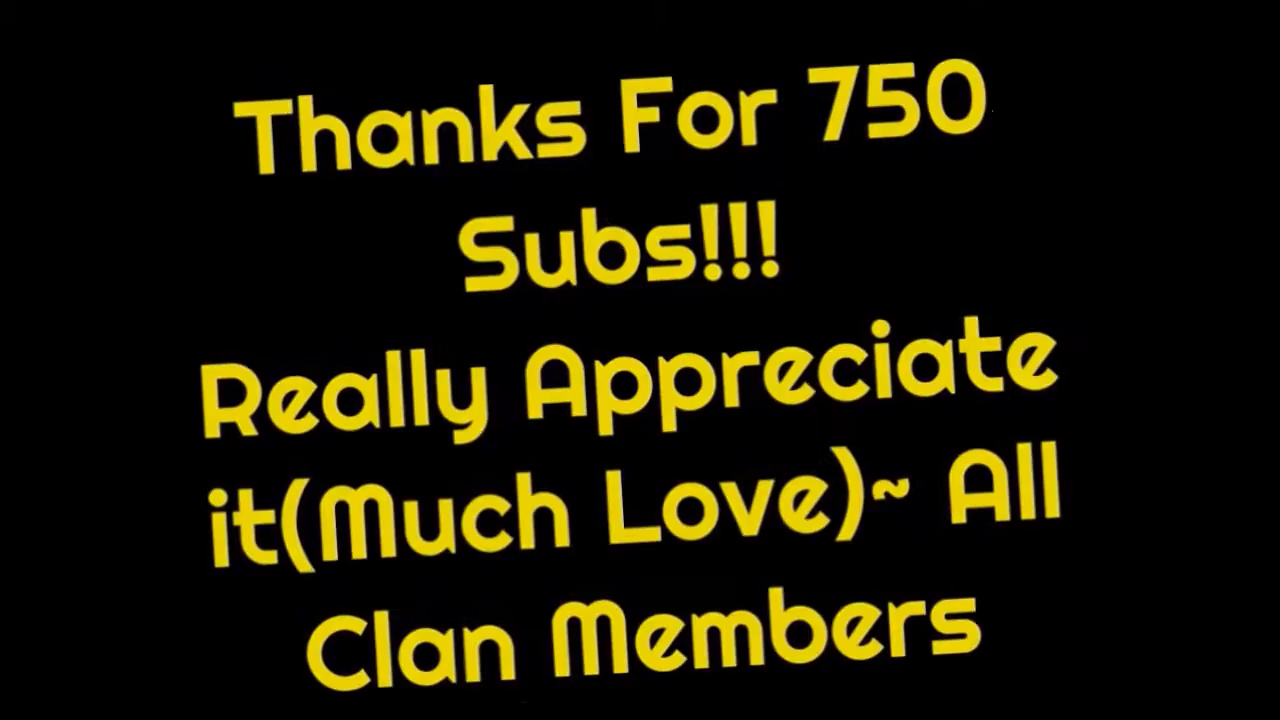 Thanks For 750
Subs!!!
Really Appreciate
it(Much Love)~ All
Clan Members